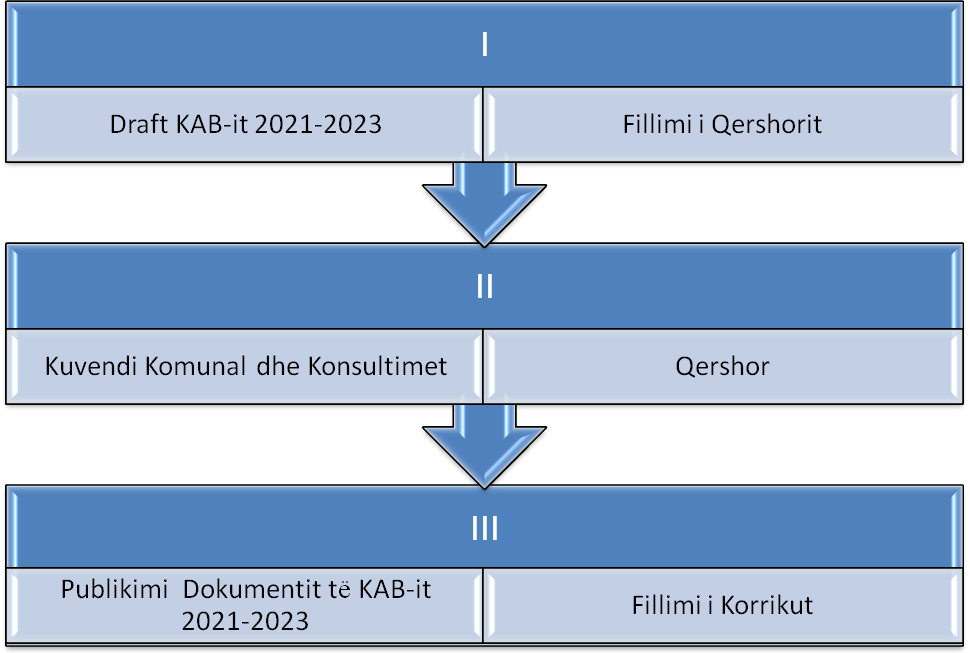 I
Draft KAB-it 2021-2023
Fillimi i Qershorit
II
Kuvendi Komunal dhe Konsultimet
Qershor
III
Publikimi Dokumentit të KAB-it
2021-2023
Fillimi i Korrikut